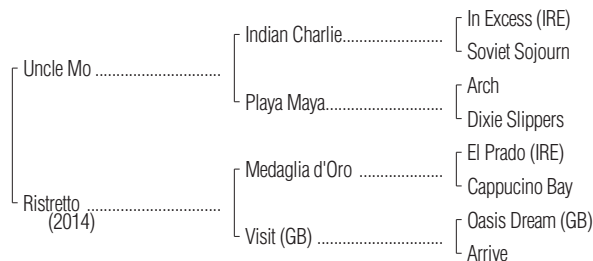 In Excess (IRE)
Indian Charlie
Soviet Sojourn
Uncle Mo
Arch
Playa Maya
Dixie Slippers
El Prado (IRE)
Medaglia d'Oro
Cappucino Bay
Ristretto
(2014)
Oasis Dream (GB)
Visit (GB)
Arrive